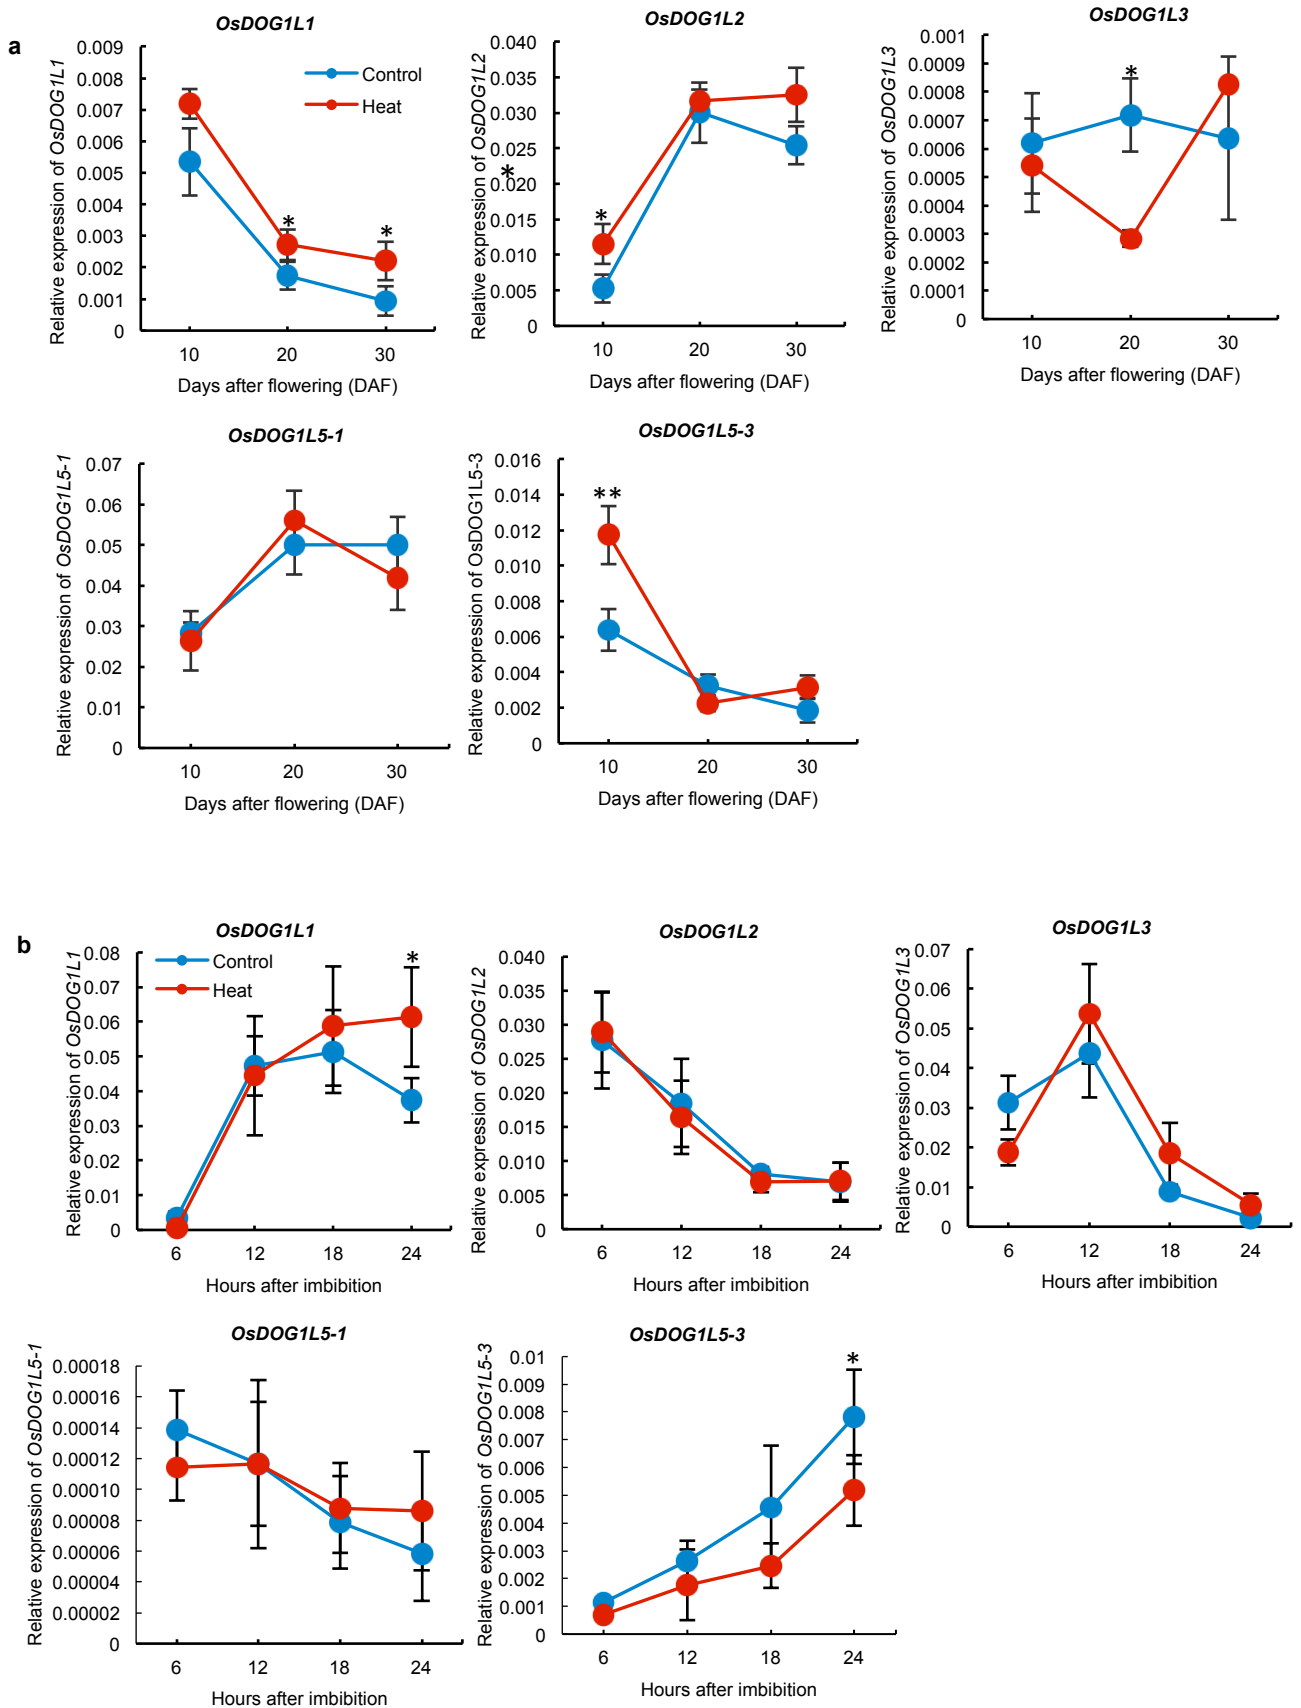 a
OsDOG1L1
Relative expression of OsDOG1L1
0.009
0.008
0.007
0.006
0.005
0.004
0.003
0.002
0.001
0
Control
Heat
*
*
10 20 30
Days after flowering (DAF)
OsDOG1L2
Relative expression of OsDOG1L2
0.040
0.035
0.030
0.025
0.020
0.015
0.010
0.005
0
*
*
10 20 30
Days after flowering (DAF)
OsDOG1L3
Relative expression of OsDOG1L3
0.001
0.0009
0.0008
0.0007
0.0006
0.0005
0.0004
0.0003
0.0002
0.0001
0
*
10 20 30
Days after flowering (DAF)
OsDOG1L5-1
Relative expression of OsDOG1L5-1
0.07
0.06
0.05
0.04
0.03
0.02
0.01
0
10 20 30
Days after flowering (DAF)
OsDOG1L5-3
Relative expression of OsDOG1L5-3
0.016
0.014
0.012
0.010
0.008
0.006
0.004
0.002
0
**
10 20 30
Days after flowering (DAF)
b
OsDOG1L1
Relative expression of OsDOG1L1
0.08
0.07
0.06
0.05
0.04
0.03
0.02
0.01
0
Control
Heat
*
6 12 18 24
Hours after imbibition
OsDOG1L2
Relative expression of OsDOG1L2
0.040
0.035
0.030
0.025
0.020
0.015
0.010
0.005
0
6 12 18 24
Hours after imbibition
OsDOG1L3
Relative expression of OsDOG1L3
0.07
0.06
0.05
0.04
0.03
0.02
0.01
0
6 12 18 24
Hours after imbibition
OsDOG1L5-1
Relative expression of OsDOG1L5-1
0.00018
0.00016
0.00014
0.00012
0.00010
0.00008
0.00006
0.00004
0.00002
0
6 12 18 24
Hours after imbibition
OsDOG1L5-3
Relative expression of OsDOG1L5-3
0.01
0.009
0.008
0.007
0.006
0.005
0.004
0.003
0.002
0.001
0
*
6 12 18 24
Hours after imbibition